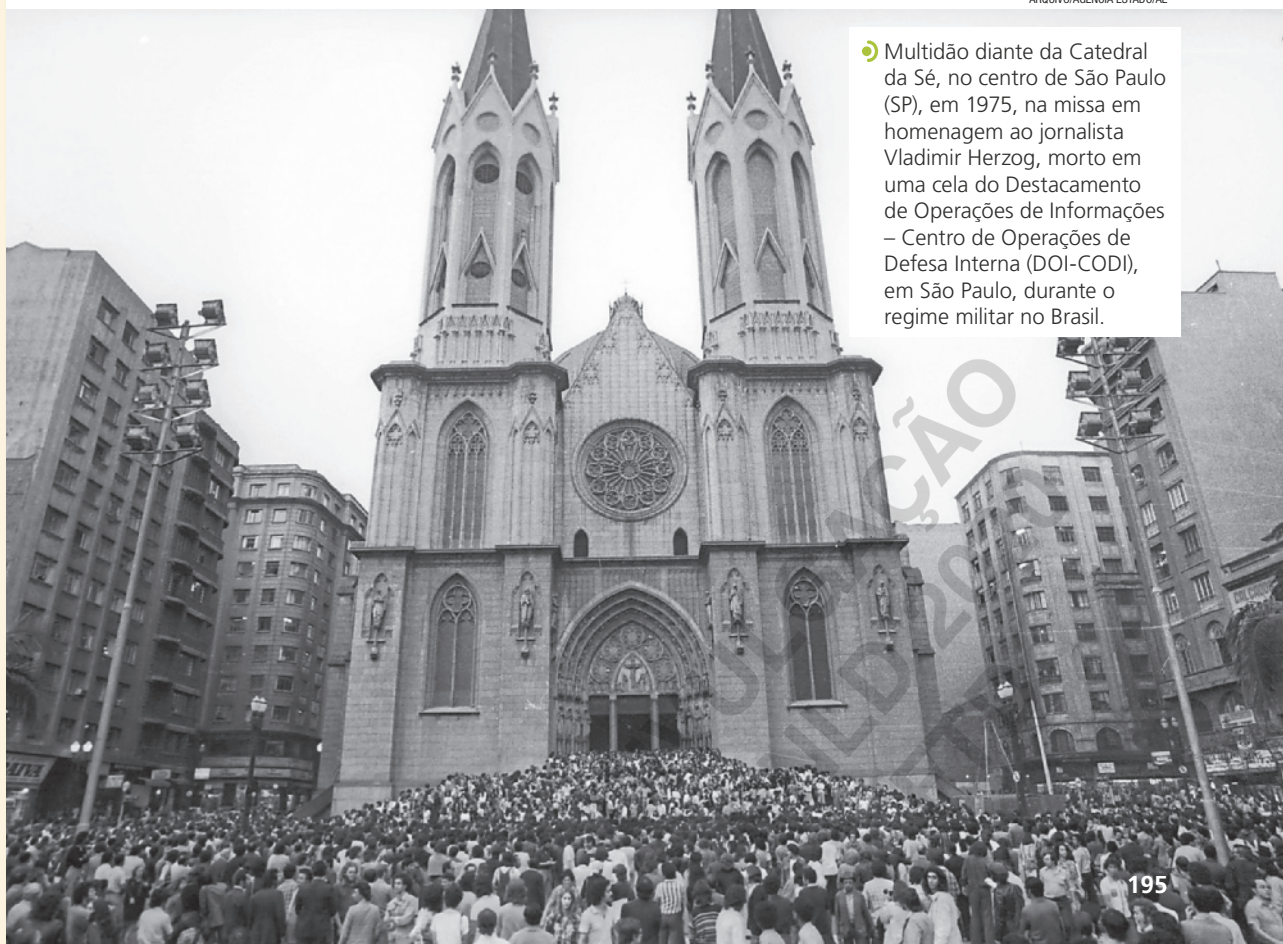 ARQUIVO/AGÊNCIA ESTADO/AE
Multidão diante da Catedral
da Sé, no centro de São Paulo
(SP), em 1975, na missa em
homenagem ao jornalista
Vladimir Herzog, morto em
uma cela do Destacamento
de Operações de Informações
– Centro de Operações de
Defesa Interna (DOI-CODI),
em São Paulo, durante o
regime militar no Brasil.
195